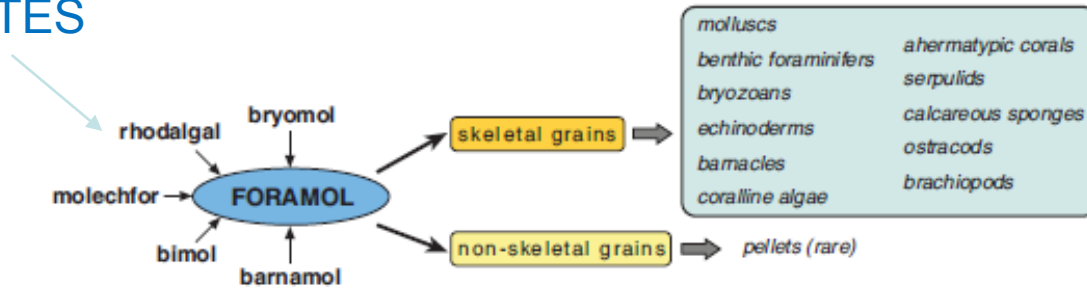 TES
rhodalgal
bryomol
molechfor
FORAMOL
bimol
barnamol
skeletal grains
molluscs
benthic foraminifers
bryozoans
echinoderms
barnacles
coralline algae
ahermatypic corals
serpulids
calcareous sponges
ostracods
brachiopods
non-skeletal grains
pellets (rare)